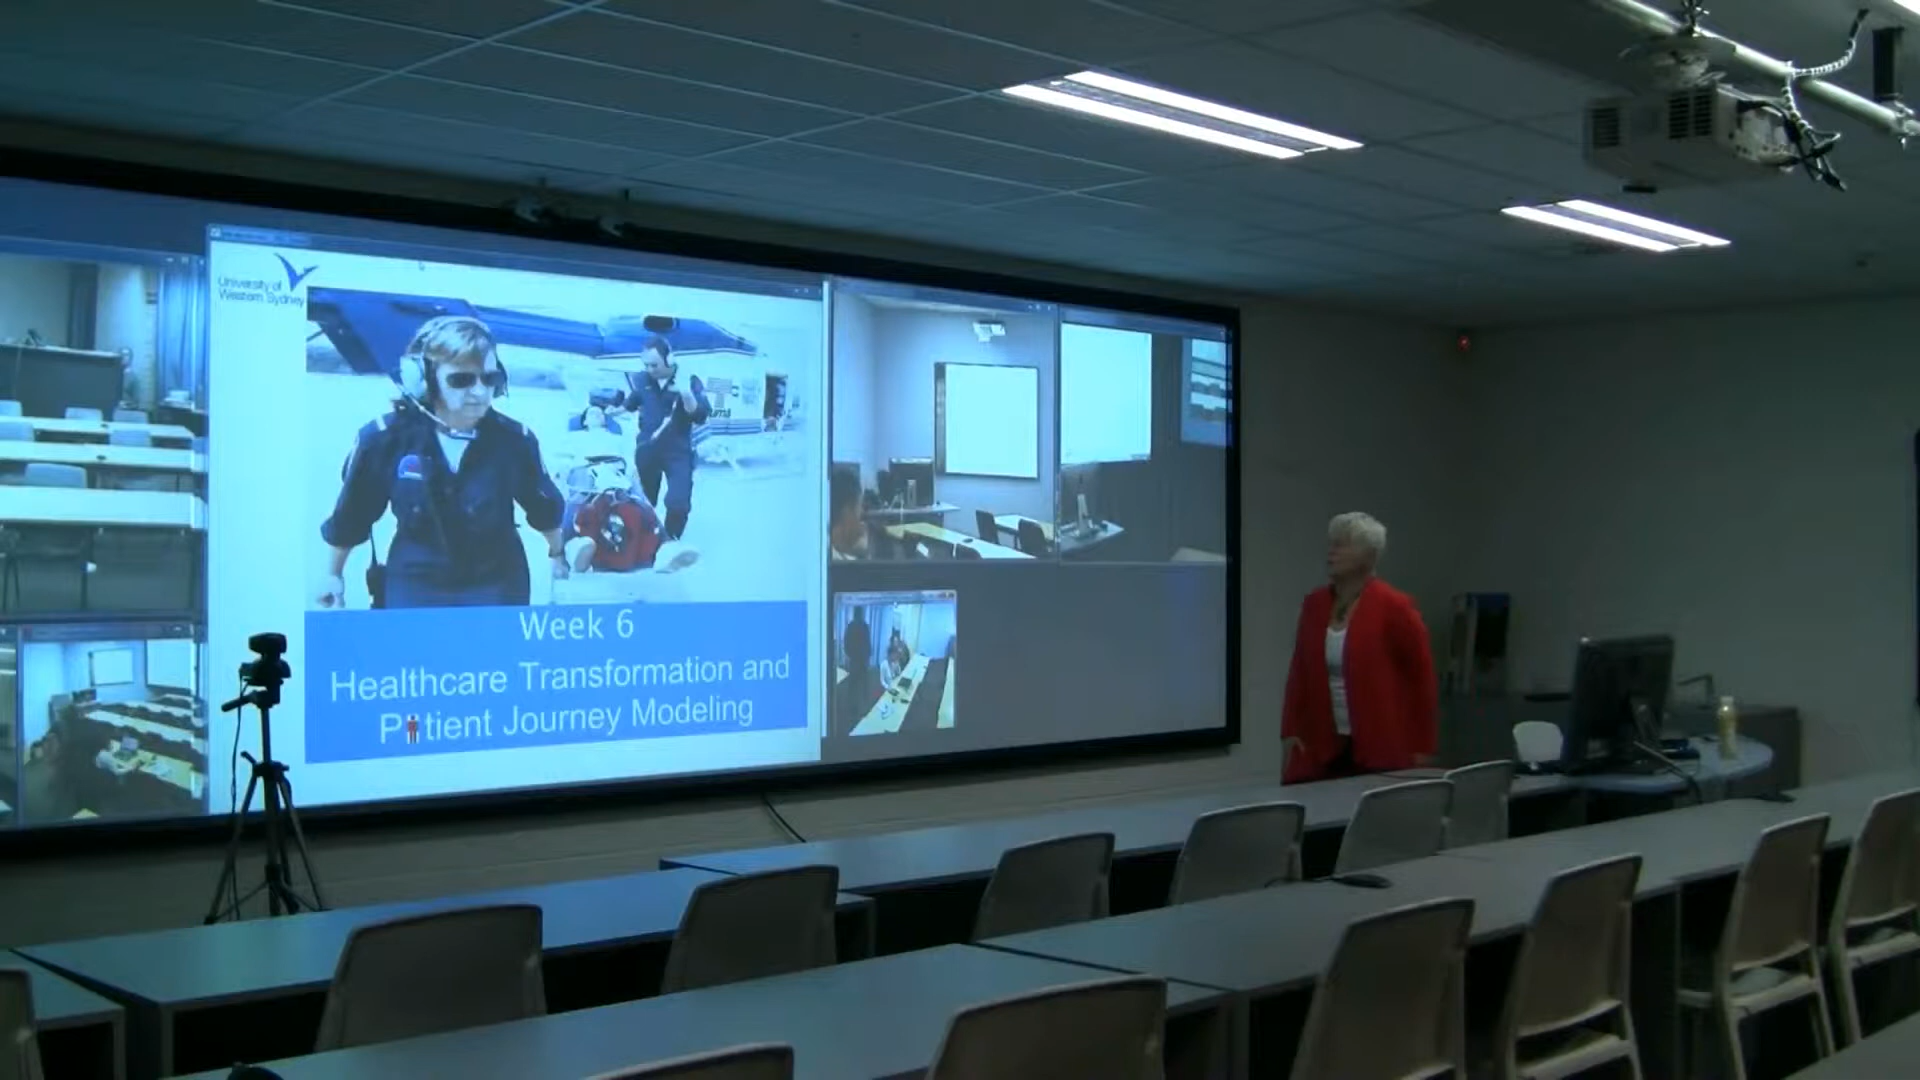 University of
Western Sydney
Week 6
Healthcare Transformation and
Patient Journey Modeling